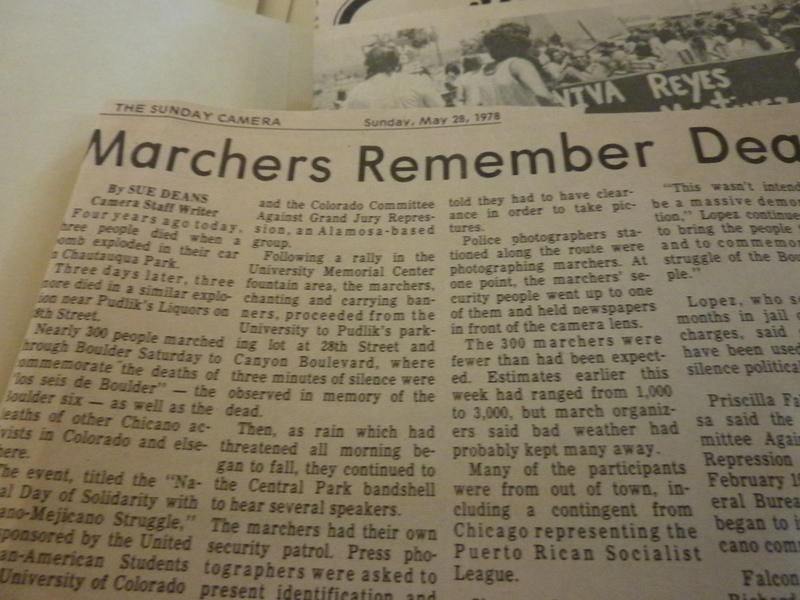 VIVA REYES
THE SUNDAY CAMERA
Sunday, May 28, 1978
Marchers Remember Dea
By SUE DEANS
Camera Staff Writer
Four years ago today,
hree people died when a
omb exploded in their car
n Chautauqua Park.
Three days later, three
nore died in a similar explo-
ion near Pudlik's Liquors on
8th Street.
Nearly 300 people marched
hrough Boulder Saturday to
ommemorate the deaths of
"los seis de Boulder" — the
Boulder six — as well as the
eaths of other Chicano ac-
ivists in Colorado and else-
here.
The event, titled the "Na-
al Day of Solidarity with
ano-Mejicano Struggle,"
ponsored by the United
an-American Students
University of Colorado
and the Colorado Committee
Against Grand Jury Repres-
sion, an Alamosa-based
group.
Following a rally in the
University Memorial Center
fountain area, the marchers,
chanting and carrying ban-
ners, proceeded from the
University to Pudlik's park-
ing lot at 28th Street and
Canyon Boulevard, where
three minutes of silence were
observed in memory of the
dead.
Then, as rain which had
threatened all morning be-
gan to fall, they continued to
the Central Park bandshell
to hear several speakers.
The marchers had their own
security patrol. Press pho-
tographers were asked to
present identification and
told they had to have clear-
ance in order to take pic-
tures.
Police photographers sta-
tioned along the route were
photographing marchers. At
one point, the marchers' se-
curity people went up to one
of them and held newspapers
in front of the camera lens.
The 300 marchers were
fewer than had been expect-
ed. Estimates earlier this
week had ranged from 1,000
to 3,000, but march organiz-
ers said bad weather had
probably kept many away.
Many of the participants
were from out of town, in-
cluding a contingent from
Chicago representing the
Puerto Rican Socialist
League.
"This wasn't intend
be a massive demo
tion," Lopez continue
to bring the people
and to commemo
struggle of the Bou
ple."
Lopez, who s
months in jail
charges, said
have been used
silence politica
Priscilla Fa
sa said the
mittee Agai
Repression
February 19
eral Burea
began to i
cano com
Falcon